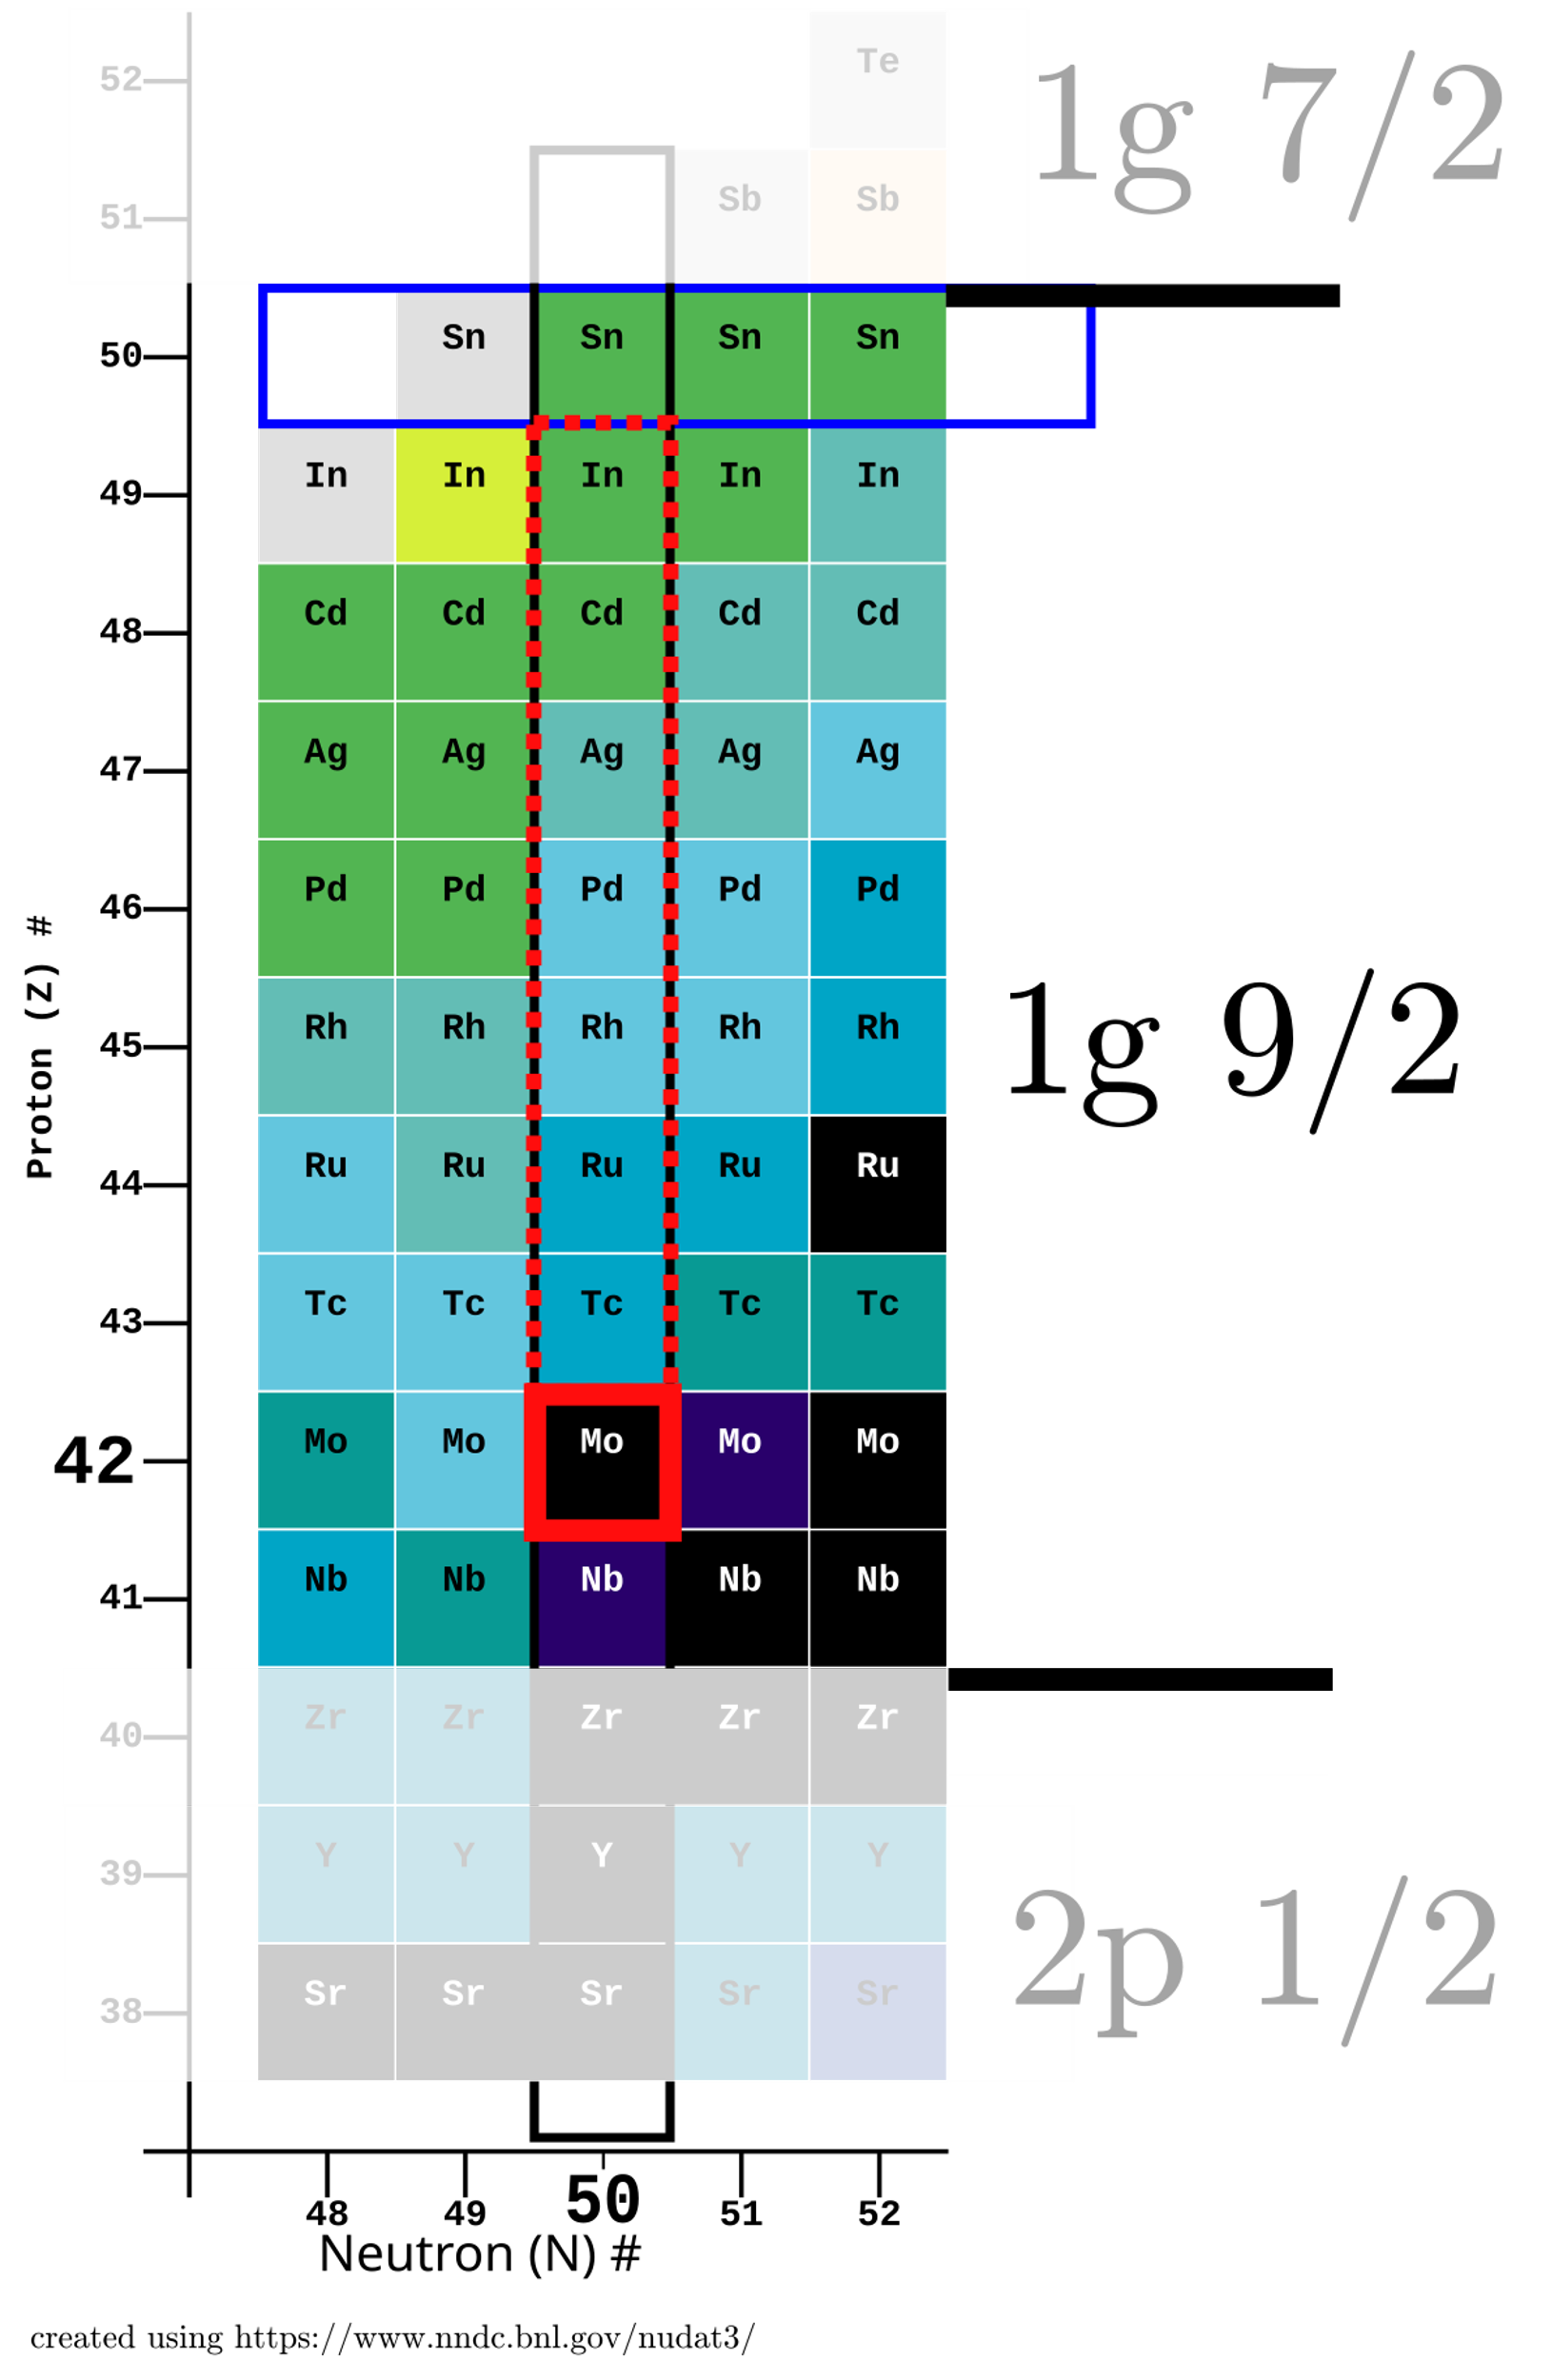 52 Te 1g 7/2
51 Sb Sb
50 Sn Sn Sn Sn
49 In In In In In
48 Cd Cd Cd Cd Cd
47 Ag Ag Ag Ag Ag
46 Pd Pd Pd Pd Pd
Proton (Z) #
45 Rh Rh Rh Rh Rh 1g 9/2
44 Ru Ru Ru Ru Ru
43 Tc Tc Tc Tc Tc
42 Mo Mo Mo Mo Mo
41 Nb Nb Nb Nb Nb
40 Zr Zr Zr Zr Zr
39 Y Y Y Y Y
38 Sr Sr Sr Sr Sr 2p 1/2
48 49 50 51 52
Neutron (N) #
created using https://www.nndc.bnl.gov/nudat3/